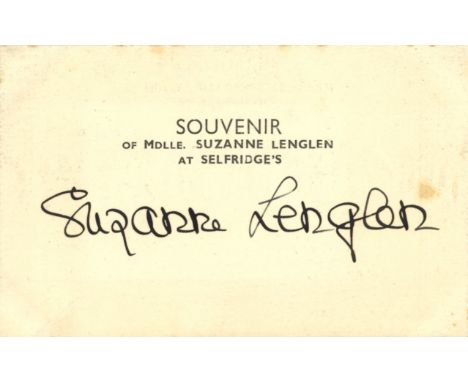 SOUVENIR
OF MDLLE. SUZANNE LENGLEN
AT SELFRIDGE'S
Suzanne Lenglen